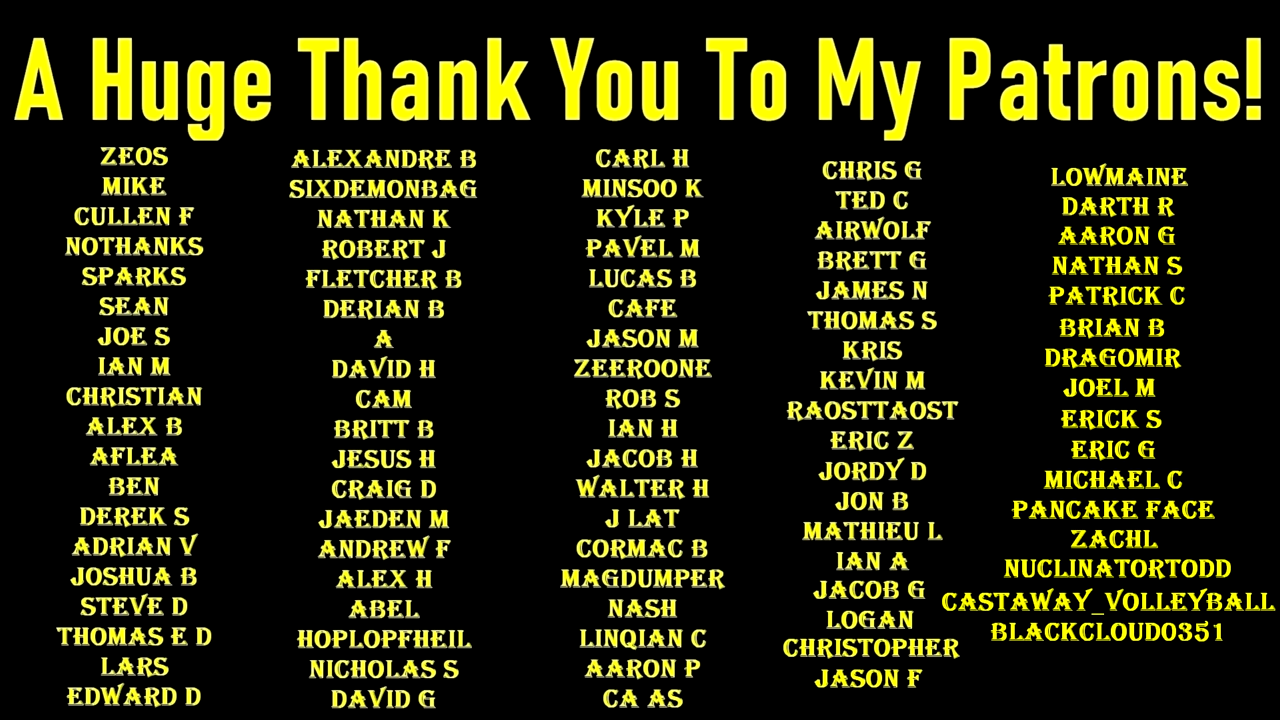 A Huge Thank You To My Patrons!
ZEOS
MIKE
CULLEN F
NOTHANKS
SPARKS
SEAN
JOE S
IAN M
CHRISTIAN
ALEX B
AFLEA
BEN
DEREK S
ADRIAN V
JOSHUA B
STEVE D
THOMAS E D
LARS
EDWARD D
ALEXANDRE B
SIXDEMONBAG
NATHAN K
ROBERT J
FLETCHER B
DERIAN B
A
DAVID H
CAM
BRITT B
JESUS H
CRAIG D
JAEDEN M
ANDREW F
ALEX H
ABEL
HOPLOPFHEIL
NICHOLAS S
DAVID G
CARL H
MINSOO K
KYLE P
PAVEL M
LUCAS B
CAFE
JASON M
ZEEROONE
ROB S
IAN H
JACOB H
WALTER H
J LAT
CORMAC B
MAGDUMPER
NASH
LINQIAN C
AARON P
CA AS
CHRIS G
TED C
AIRWOLF
BRETT G
JAMES N
THOMAS S
KRIS
KEVIN M
RAOSTTAOST
ERIC Z
JORDY D
JON B
MATHIEU L
IAN A
JACOB G
LOGAN
CHRISTOPHER
JASON F
LOWMAINE
DARTH R
AARON G
NATHAN S
PATRICK C
BRIAN B
DRAGOMIR
JOEL M
ERICK S
ERIC G
MICHAEL C
PANCAKE FACE
ZACHL
NUCLINATORTODD
CASTAWAY_VOLLEYBALL
BLACKCLOUD0351